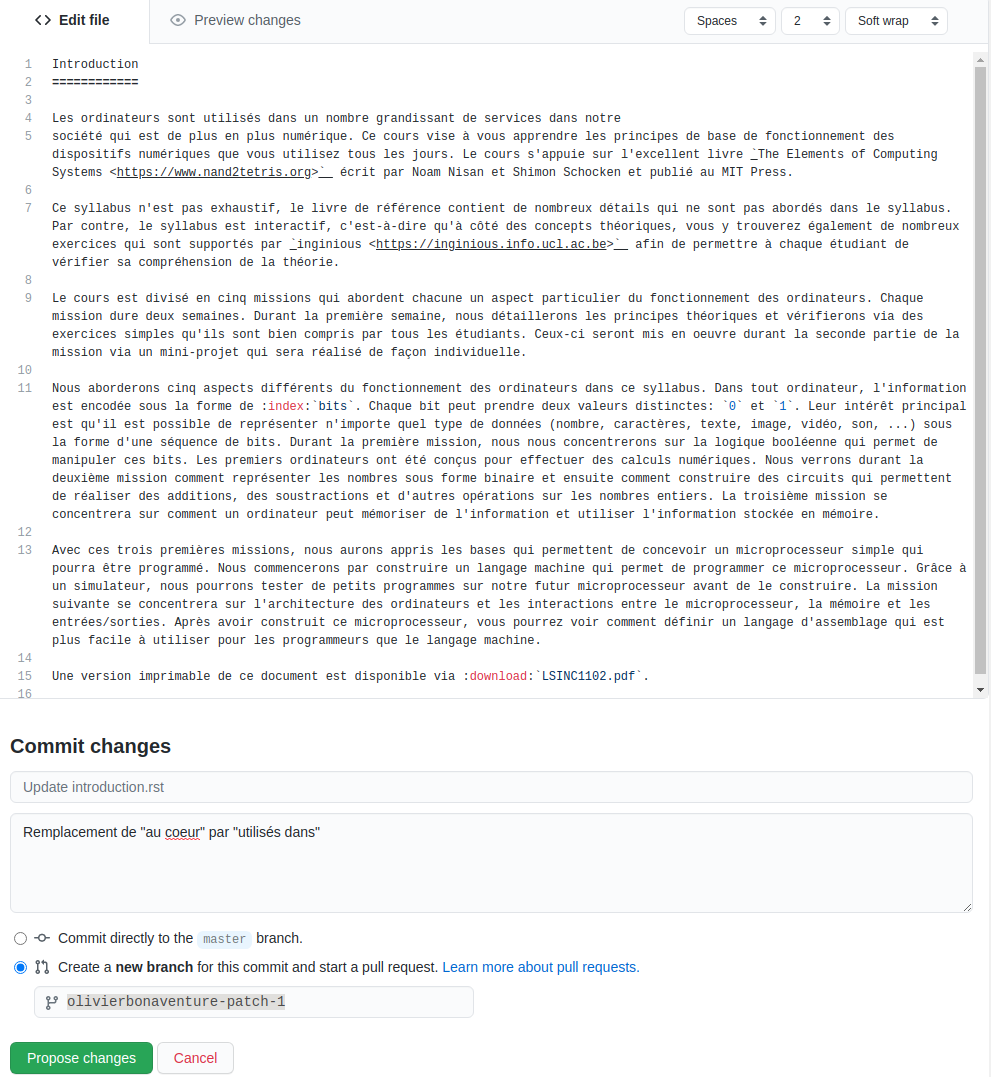 Edit file Preview changes Spaces 2 Soft wrap
1 Introduction
2 ============
3
4 Les ordinateurs sont utilisés dans un nombre grandissant de services dans notre
5 société qui est de plus en plus numérique. Ce cours vise à vous apprendre les principes de base de fonctionnement des
dispositifs numériques que vous utilisez tous les jours. Le cours s'appuie sur l'excellent livre `The Elements of Computing
Systems <https://www.nand2tetris.org>`_ écrit par Noam Nisan et Shimon Schocken et publié au MIT Press.
6
7 Ce syllabus n'est pas exhaustif, le livre de référence contient de nombreux détails qui ne sont pas abordés dans le syllabus.
Par contre, le syllabus est interactif, c'est-à-dire qu'à côté des concepts théoriques, vous y trouverez également de nombreux
exercices qui sont supportés par `inginious <https://inginious.info.ucl.ac.be>`_ afin de permettre à chaque étudiant de
vérifier sa compréhension de la théorie.
8
9 Le cours est divisé en cinq missions qui abordent chacune un aspect particulier du fonctionnement des ordinateurs. Chaque
mission dure deux semaines. Durant la première semaine, nous détaillerons les principes théoriques et vérifierons via des
exercices simples qu'ils sont bien compris par tous les étudiants. Ceux-ci seront mis en oeuvre durant la seconde partie de la
mission via un mini-projet qui sera réalisé de façon individuelle.
10
11 Nous aborderons cinq aspects différents du fonctionnement des ordinateurs dans ce syllabus. Dans tout ordinateur, l'information
est encodée sous la forme de :index:`bits`. Chaque bit peut prendre deux valeurs distinctes: `0` et `1`. Leur intérêt principal
est qu'il est possible de représenter n'importe quel type de données (nombre, caractères, texte, image, vidéo, son, ...) sous
la forme d'une séquence de bits. Durant la première mission, nous nous concentrerons sur la logique booléenne qui permet de
manipuler ces bits. Les premiers ordinateurs ont été conçus pour effectuer des calculs numériques. Nous verrons durant la
deuxième mission comment représenter les nombres sous forme binaire et ensuite comment construire des circuits qui permettent
de réaliser des additions, des soustractions et d'autres opérations sur les nombres entiers. La troisième mission se
concentrera sur comment un ordinateur peut mémoriser de l'information et utiliser l'information stockée en mémoire.
12
13 Avec ces trois premières missions, nous aurons appris les bases qui permettent de concevoir un microprocesseur simple qui
pourra être programmé. Nous commencerons par construire un langage machine qui permet de programmer ce microprocesseur. Grâce à
un simulateur, nous pourrons tester de petits programmes sur notre futur microprocesseur avant de le construire. La mission
suivante se concentrera sur l'architecture des ordinateurs et les interactions entre le microprocesseur, la mémoire et les
entrées/sorties. Après avoir construit ce microprocesseur, vous pourrez voir comment définir un langage d'assemblage qui est
plus facile à utiliser pour les programmeurs que le langage machine.
14
15 Une version imprimable de ce document est disponible via :download:`LSINC1102.pdf`.
16
Commit changes
Update introduction.rst
Remplacement de "au coeur" par "utilisés dans"
Commit directly to the master branch.
Create a new branch for this commit and start a pull request. Learn more about pull requests.
olivierbonaventure-patch-1
Propose changes Cancel